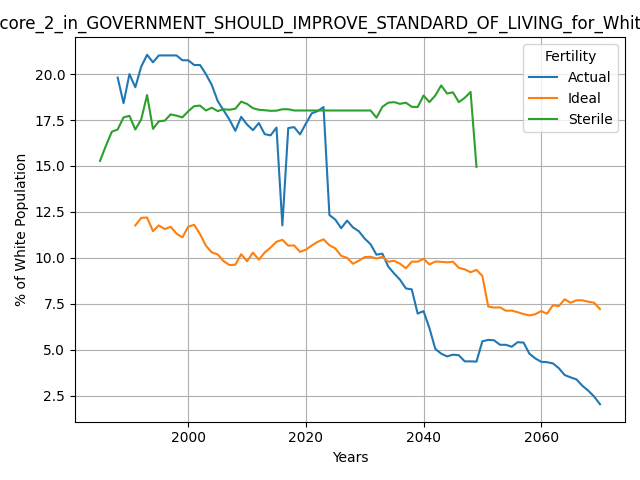 core_2_in_GOVERNMENT_SHOULD_IMPROVE_STANDARD_OF_LIVING_for_Whit
Fertility
Actual
Ideal
Sterile
% of White Population
20.0
17.5
15.0
12.5
10.0
7.5
5.0
2.5
2000
2020
2040
2060
Years